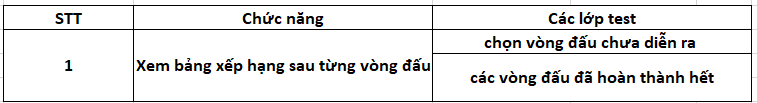 STT Chức năng Các lớp test
1 Xem bảng xếp hạng sau từng vòng đấu chọn vòng đấu chưa diễn ra
các vòng đấu đã hoàn thành hết